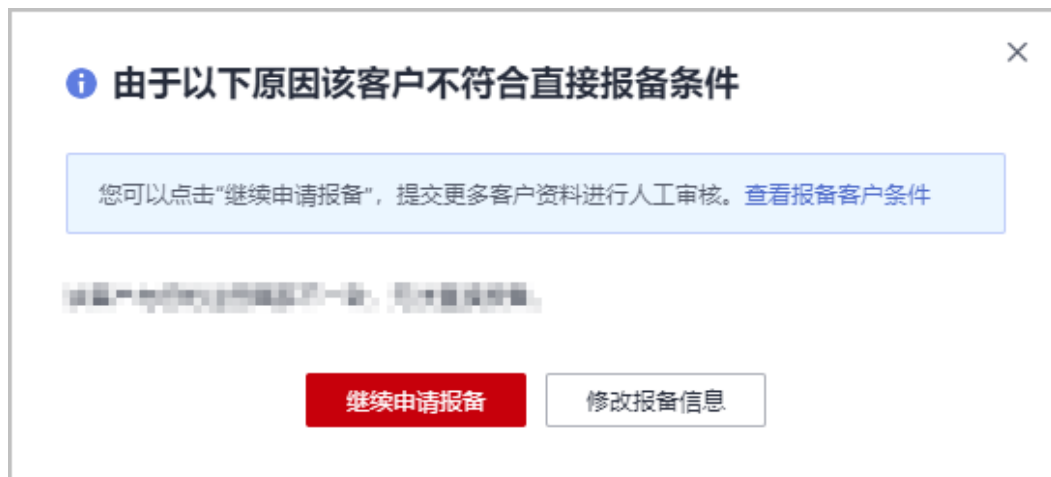 由于以下原因该客户不符合直接报备条件
您可以点击“继续申请报备”，提交更多客户资料进行人工审核。查看报备客户条件
继续申请报备
修改报备信息